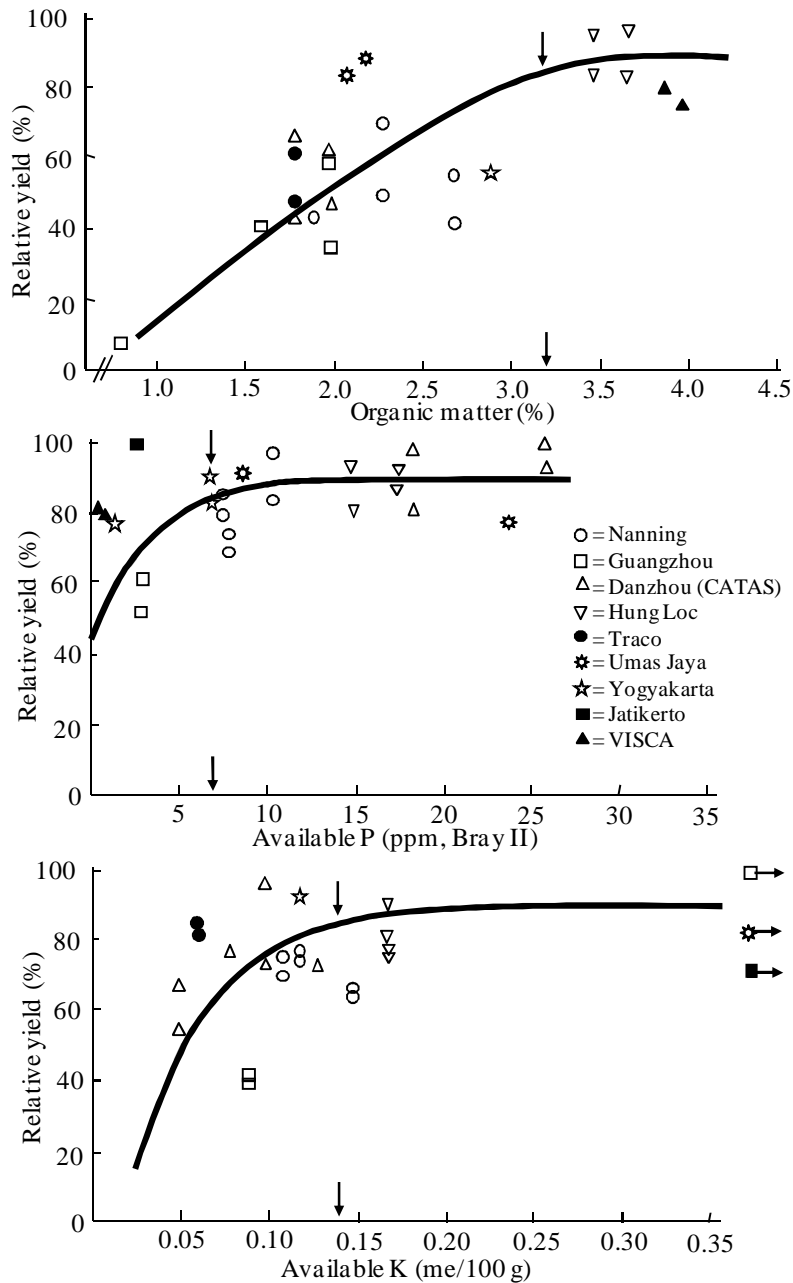 100
80
60
40
20
0
Relative yield (%)
1.0 1.5 2.0 2.5 3.0 3.5 4.0 4.5
Organic matter (%)
100
80
60
40
20
0
Relative yield (%)
= Nanning
= Guangzhou
= Danzhou (CATAS)
= Hung Loc
= Traco
= Umas Jaya
= Yogyakarta
= Jatikerto
= VISCA
5 10 15 20 25 30 35
Available P (ppm, Bray II)
100
80
60
40
20
0
Relative yield (%)
0.05 0.10 0.15 0.20 0.25 0.30 0.35
Available K (me/100 g)